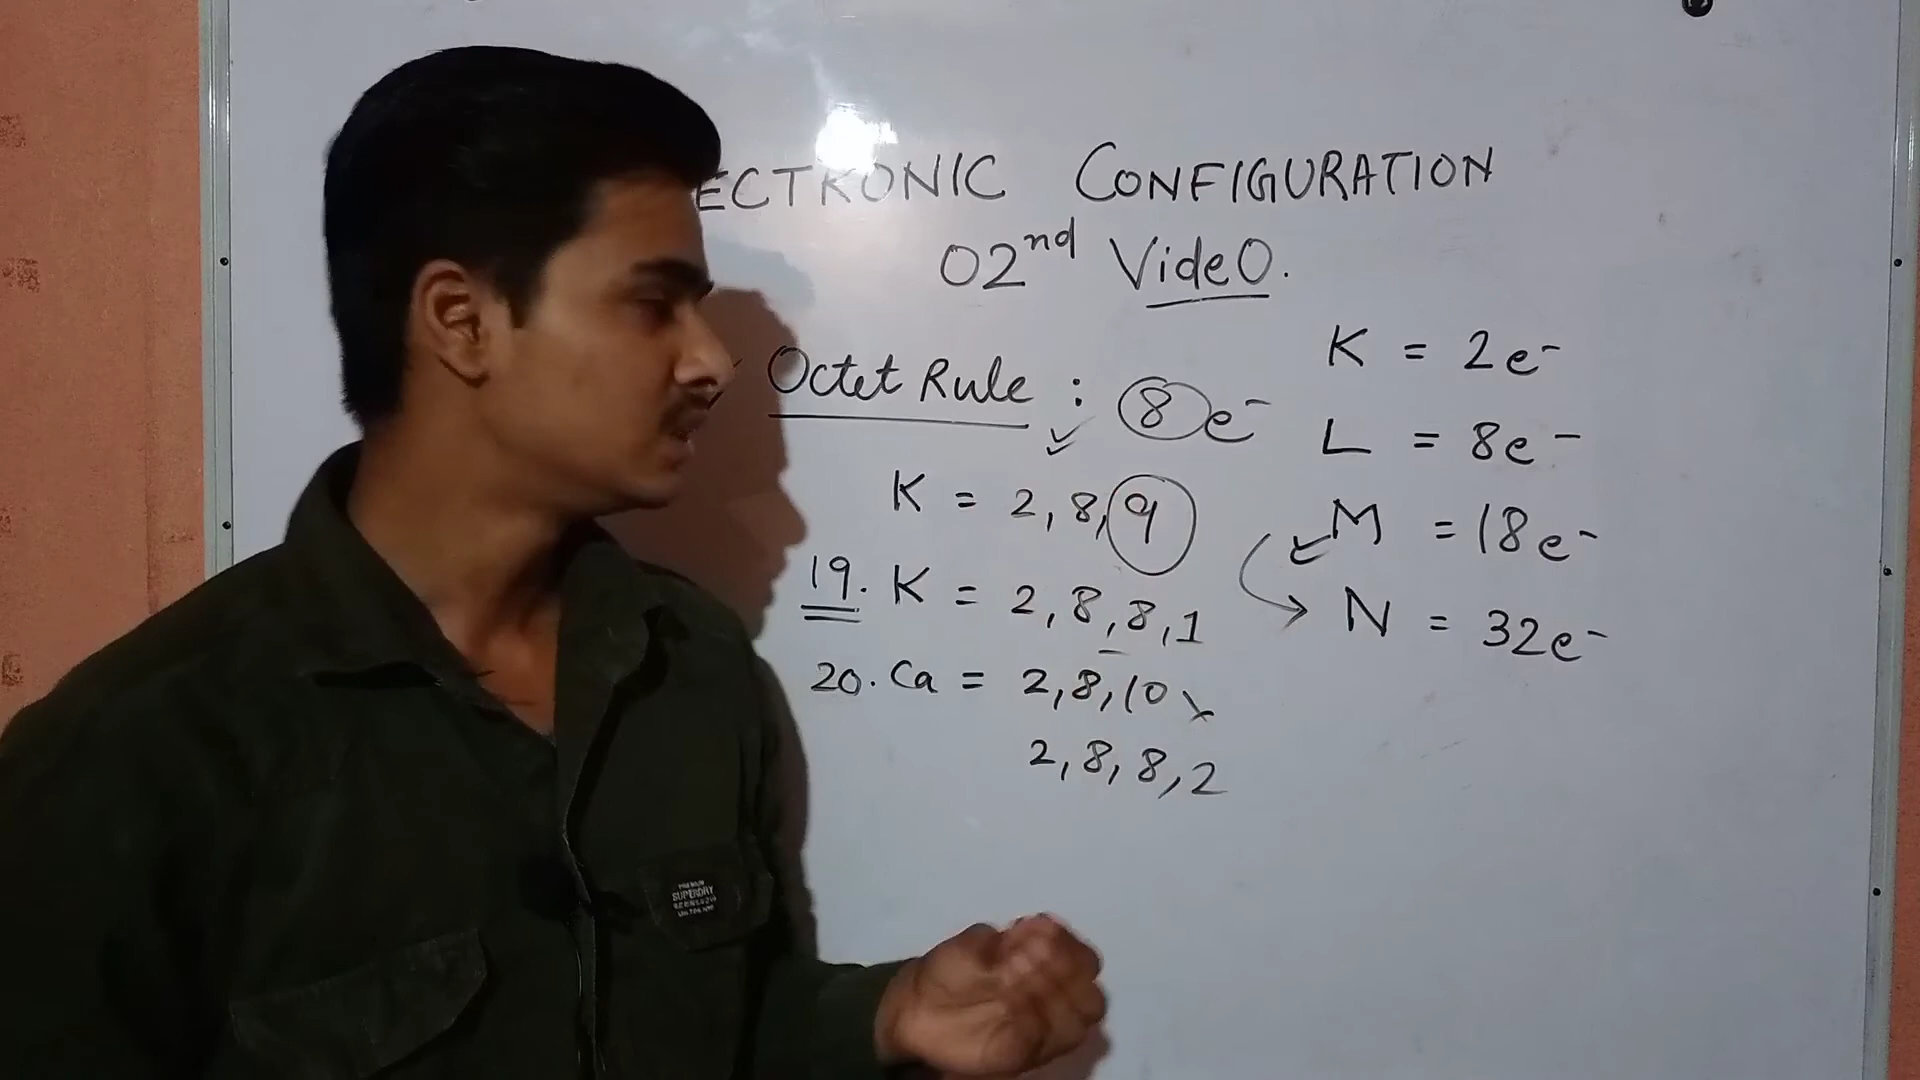 ECTRONIC CONFIGURATION
02nd VideO.
Octet Rule : 8e-
K = 2,8,9
19. K = 2,8,8,1
20. Ca = 2,8,10
2,8,8,2
K = 2e-
L = 8e-
M = 18e-
N = 32e-
SUPERDRY